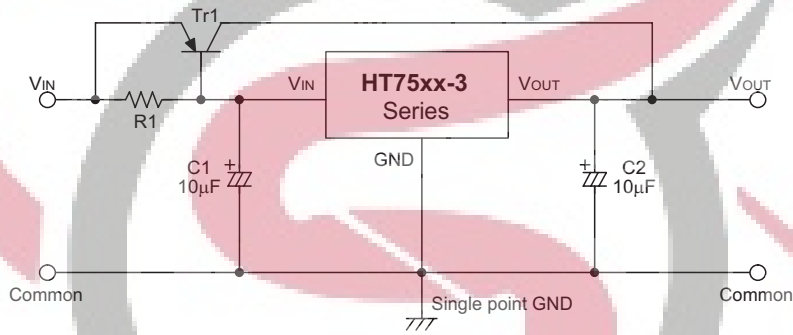 Tr1
VIN
R1
VIN
HT75xx-3
Series
VOUT
VOUT
GND
C1
10μF
+
+
C2
10μF
Common
Single point GND
Common